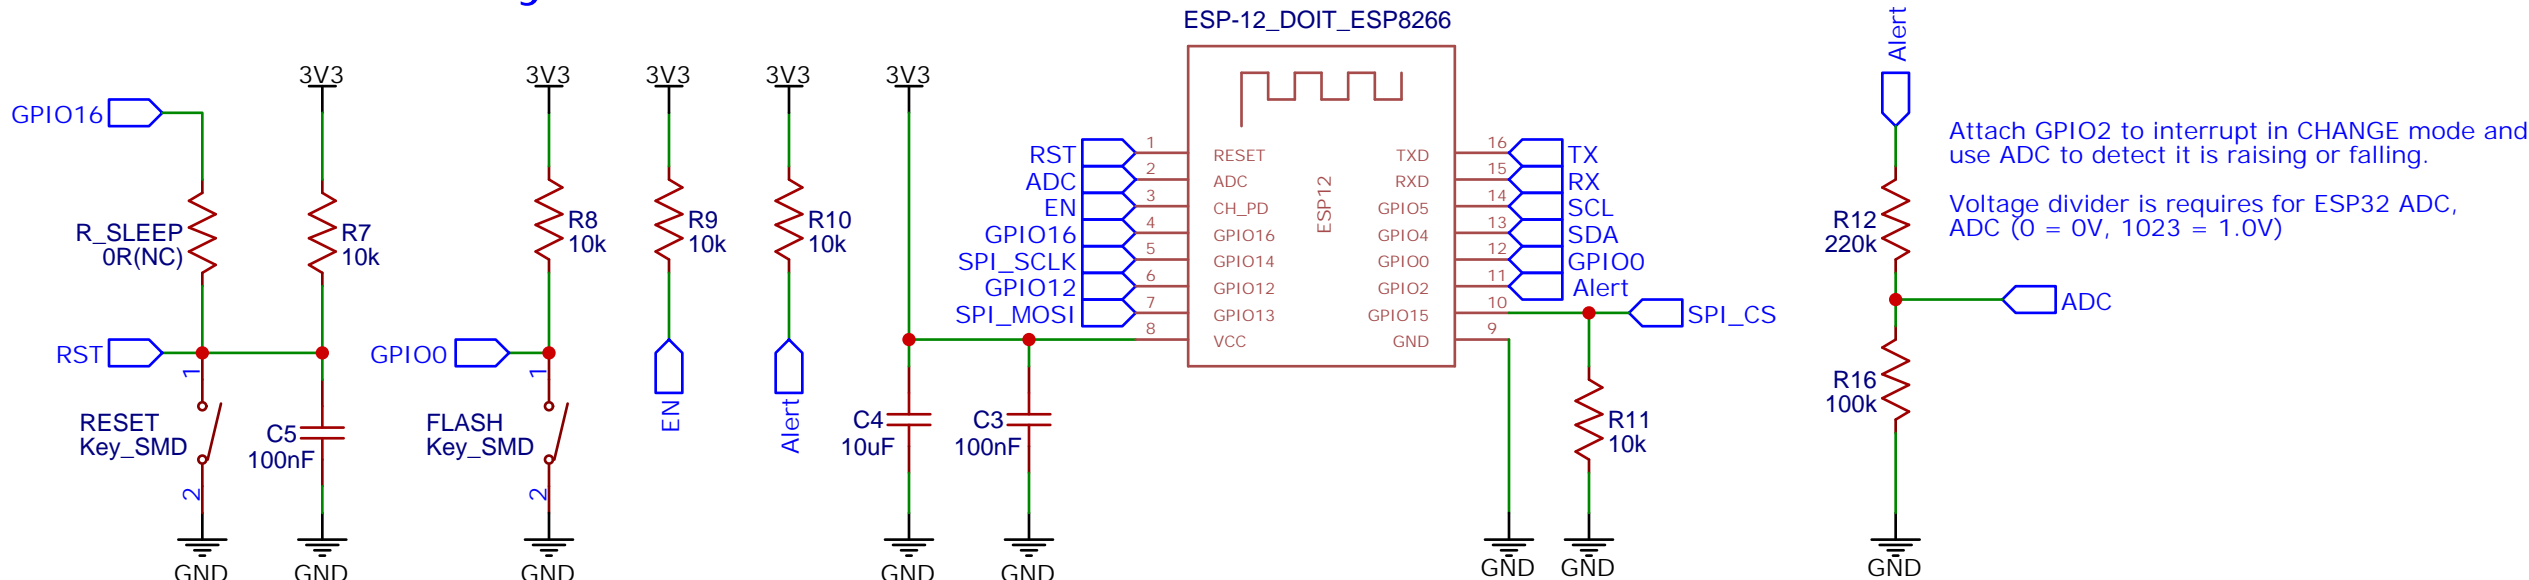 ESP-12_DOIT_ESP8266
Alert
3V3
3V3
3V3
3V3
3V3
GPIO16
R_SLEEP
0R(NC)
R7
10k
R8
10k
R9
10k
R10
10k
RST
1
RESET
Key_SMD
2
C5
100nF
GPIO0
1
FLASH
Key_SMD
2
EN
Alert
C4
10uF
C3
100nF
RST
ADC
EN
GPIO16
SPI_SCLK
GPIO12
SPI_MOSI
1
2
3
4
5
6
7
8
RESET
ADC
CH_PD
GPIO16
GPIO14
GPIO12
GPIO13
VCC
ESP12
TXD
RXD
GPIO5
GPIO4
GPIO0
GPIO2
GPIO15
GND
16
15
14
13
12
11
10
9
TX
RX
SCL
SDA
GPIO0
Alert
SPI_CS
R11
10k
R12
220k
ADC
R16
100k
Attach GPIO2 to interrupt in CHANGE mode and
use ADC to detect it is raising or falling.
Voltage divider is requires for ESP32 ADC,
ADC (0 = 0V, 1023 = 1.0V)
GND
GND
GND
GND
GND
GND
GND
GND